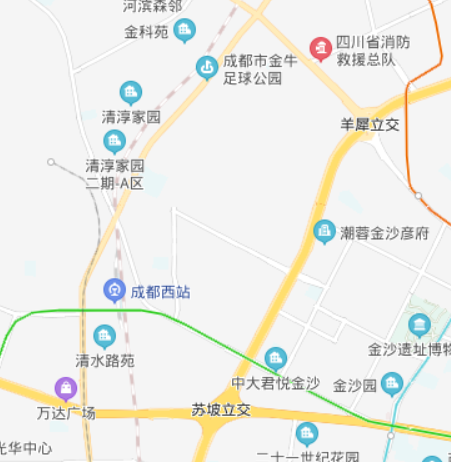 河滨森邻
金科苑
四川省消防
救援总队
成都市金牛
足球公园
清淳家园
羊犀立交
清淳家园
二期-A区
潮蓉金沙彦府
成都西站
金沙遗址博物
清水路苑
中大君悦金沙
金沙园
万达广场
苏坡立交
光华中心
二十一世纪花园